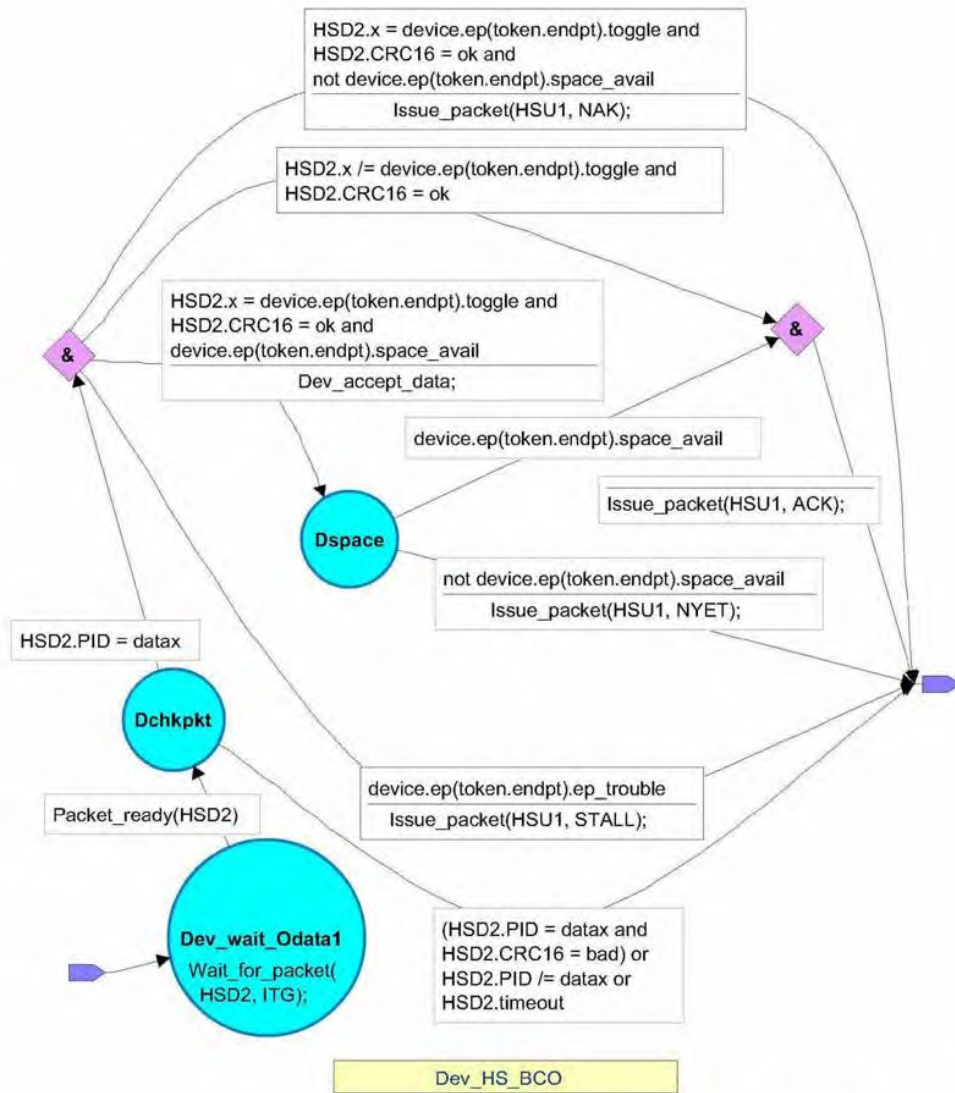 HSD2.x = device.ep(token.endpt).toggle and
HSD2.CRC16 = ok and
not device.ep(token.endpt).space_avail
Issue_packet(HSU1, NAK);
HSD2.x /= device.ep(token.endpt).toggle and
HSD2.CRC16 = ok
HSD2.x = device.ep(token.endpt).toggle and
HSD2.CRC16 = ok and
device.ep(token.endpt).space_avail
Dev_accept_data;
&
&
device.ep(token.endpt).space_avail
Issue_packet(HSU1, ACK);
Dspace
not device.ep(token.endpt).space_avail
Issue_packet(HSU1, NYET);
HSD2.PID = datax
Dchkpkt
device.ep(token.endpt).ep_trouble
Issue_packet(HSU1, STALL);
Packet_ready(HSD2)
Dev_wait_Odata1
Wait_for_packet(
HSD2, ITG);
(HSD2.PID = datax and
HSD2.CRC16 = bad) or
HSD2.PID /= datax or
HSD2.timeout
Dev_HS_BCO